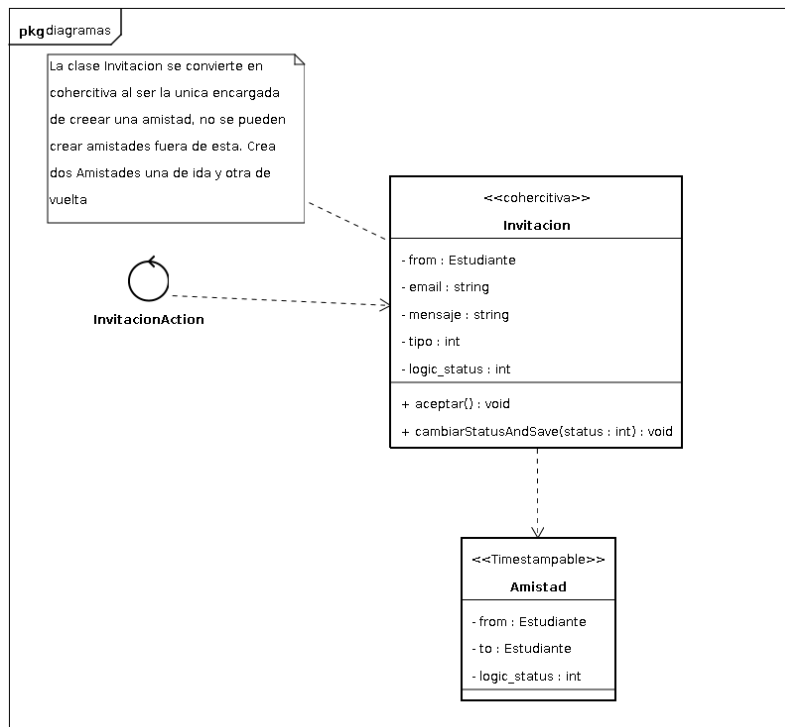 pkg diagramas
La clase Invitacion se convierte en
cohercitiva al ser la unica encargada
de creear una amistad, no se pueden
crear amistades fuera de esta. Crea
dos Amistades una de ida y otra de
vuelta
<<cohercitiva>>
Invitacion
- from : Estudiante
- email : string
- mensaje : string
- tipo : int
- logic_status : int
+ aceptar() : void
+ cambiarStatusAndSave(status : int) : void
InvitacionAction
<<Timestampable>>
Amistad
- from : Estudiante
- to : Estudiante
- logic_status : int